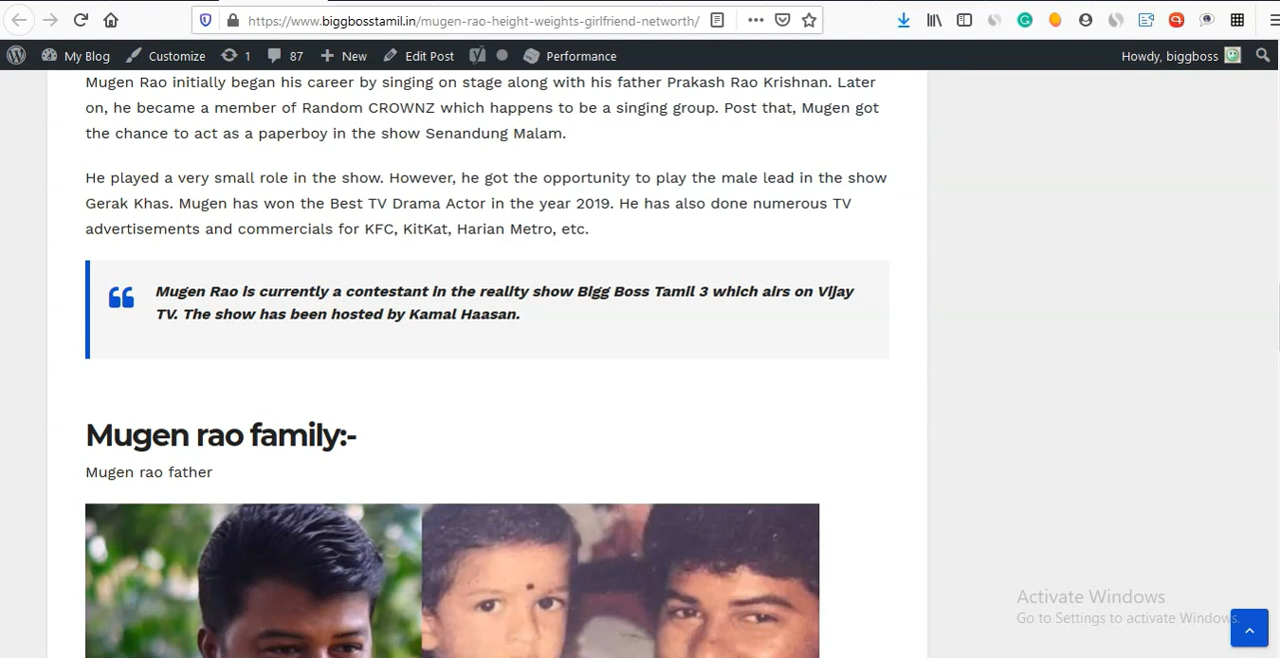 https://www.biggbosstamil.in/mugen-rao-height-weights-girlfriend-networth/
My Blog Customize 1 87 New Edit Post Performance Howdy, biggboss
Mugen Rao initially began his career by singing on stage along with his father Prakash Rao Krishnan. Later
on, he became a member of Random CROWNZ which happens to be a singing group. Post that, Mugen got
the chance to act as a paperboy in the show Senandung Malam.
He played a very small role in the show. However, he got the opportunity to play the male lead in the show
Gerak Khas. Mugen has won the Best TV Drama Actor in the year 2019. He has also done numerous TV
advertisements and commercials for KFC, KitKat, Harian Metro, etc.
Mugen Rao is currently a contestant in the reality show Bigg Boss Tamil 3 which airs on Vijay
TV. The show has been hosted by Kamal Haasan.
Mugen rao family:-
Mugen rao father
Activate Windows
Go to Settings to activate Windows.